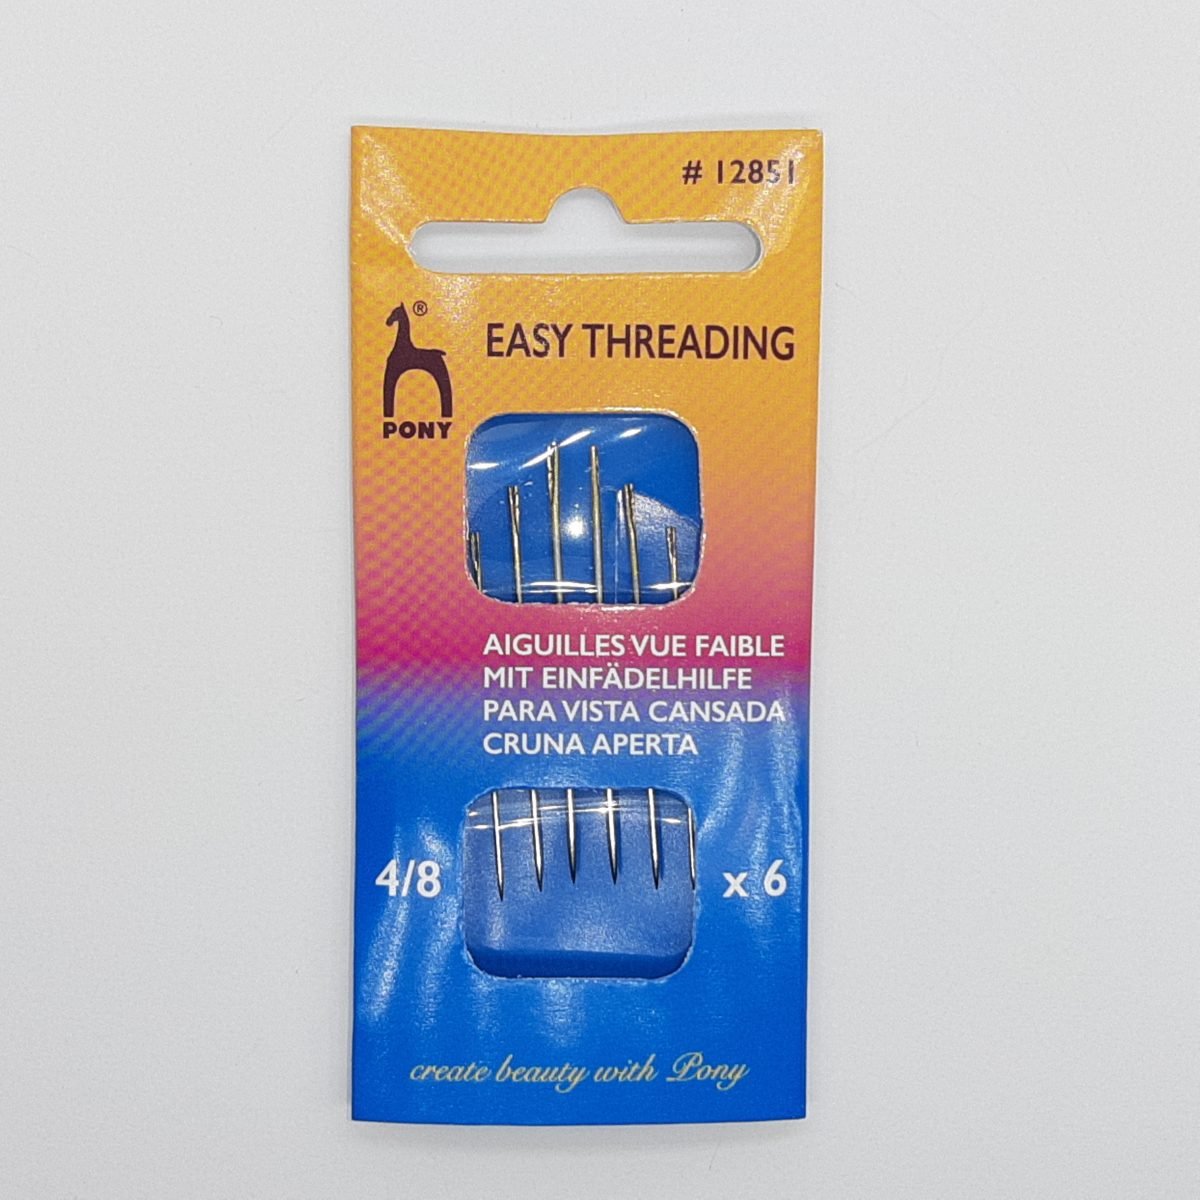 # 12851
®
PONY
EASY THREADING
AIGUILLES VUE FAIBLE
MIT EINFÄDELHILFE
PARA VISTA CANSADA
CRUNA APERTA
4/8
x 6
create beauty with Pony